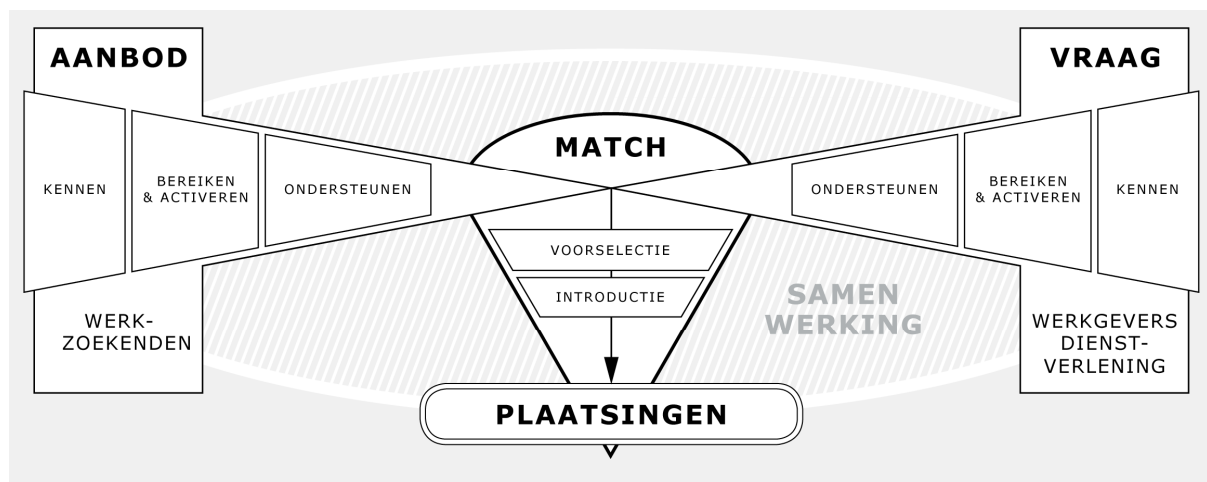 AANBOD
VRAAG
MATCH
KENNEN
BEREIKEN
& ACTIVEREN
ONDERSTEUNEN
ONDERSTEUNEN
BEREIKEN
& ACTIVEREN
KENNEN
VOORSELECTIE
INTRODUCTIE
SAMEN
WERKING
WERK-
ZOEKENDEN
WERKGEVERS
DIENST-
VERLENING
PLAATSINGEN